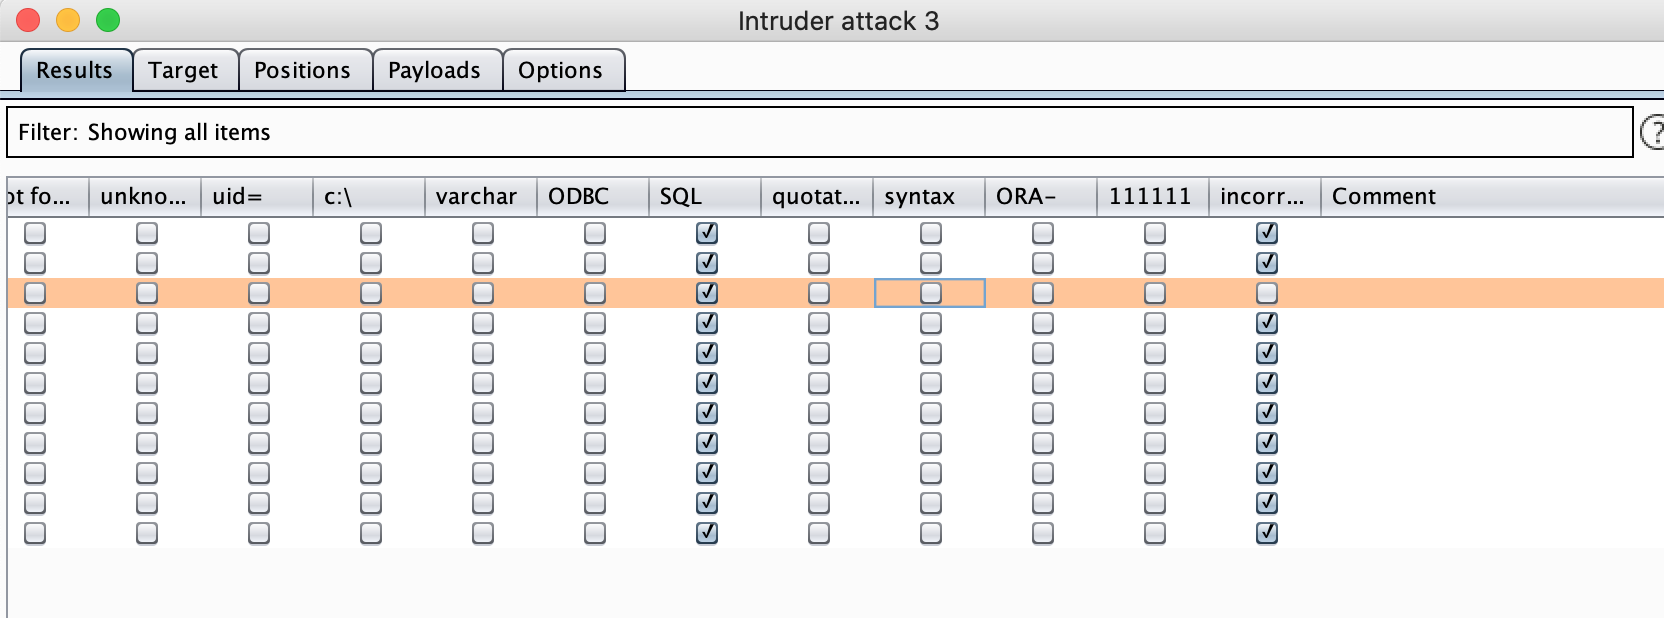 Intruder attack 3
Results Target Positions Payloads Options
Filter: Showing all items ?
ot fo... unkno... uid= c:\ varchar ODBC SQL quotat... syntax ORA- 111111 incorr... Comment